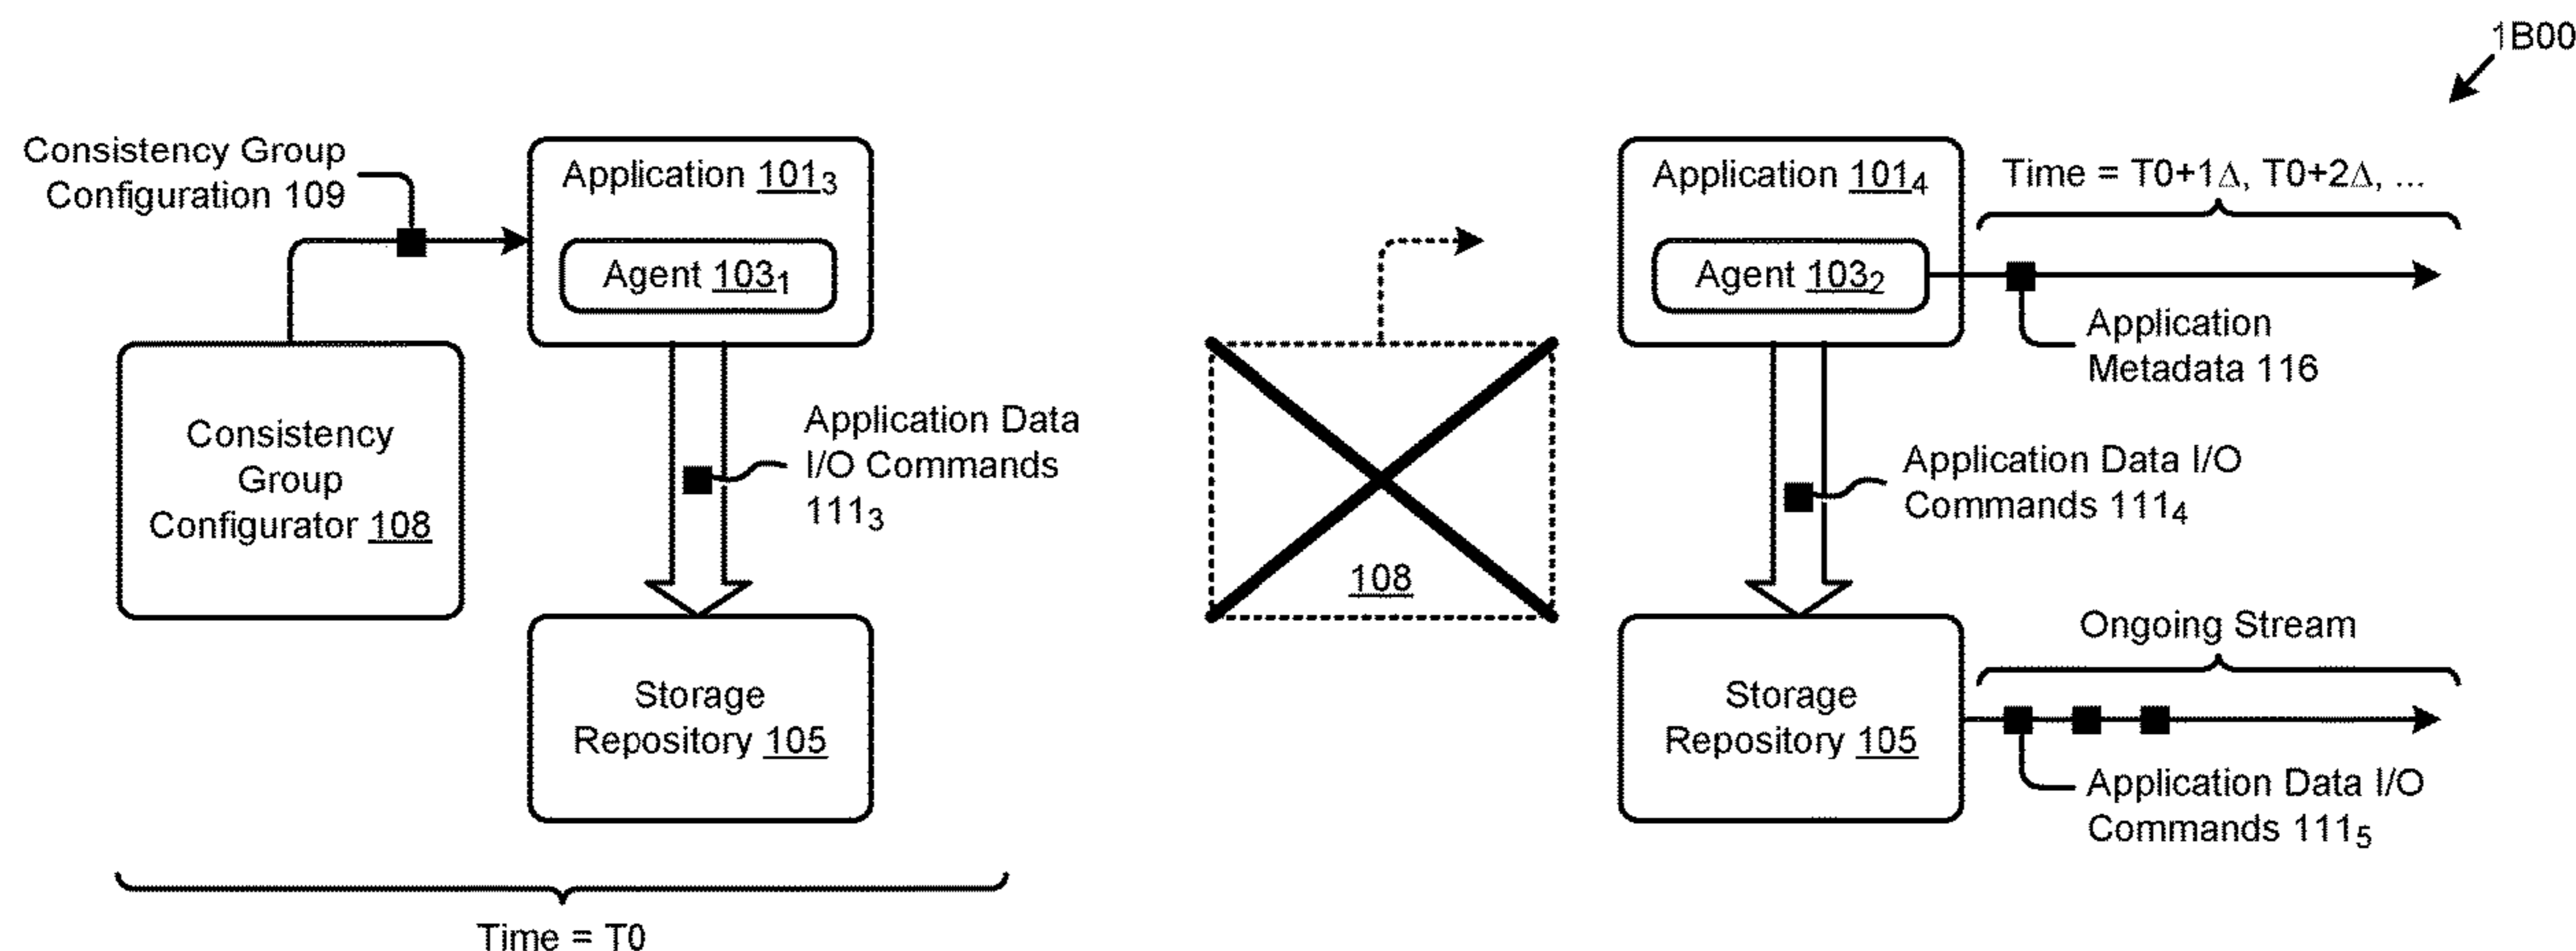 1B00
Consistency Group
Configuration 109
Application 101₃
Agent 103₁
Consistency
Group
Configurator 108
Application Data
I/O Commands
111₃
Storage
Repository 105
Time = T0
108
Application 101₄
Agent 103₂
Time = T0+1Δ, T0+2Δ, ...
Application
Metadata 116
Application Data I/O
Commands 111₄
Storage
Repository 105
Ongoing Stream
Application Data I/O
Commands 111₅